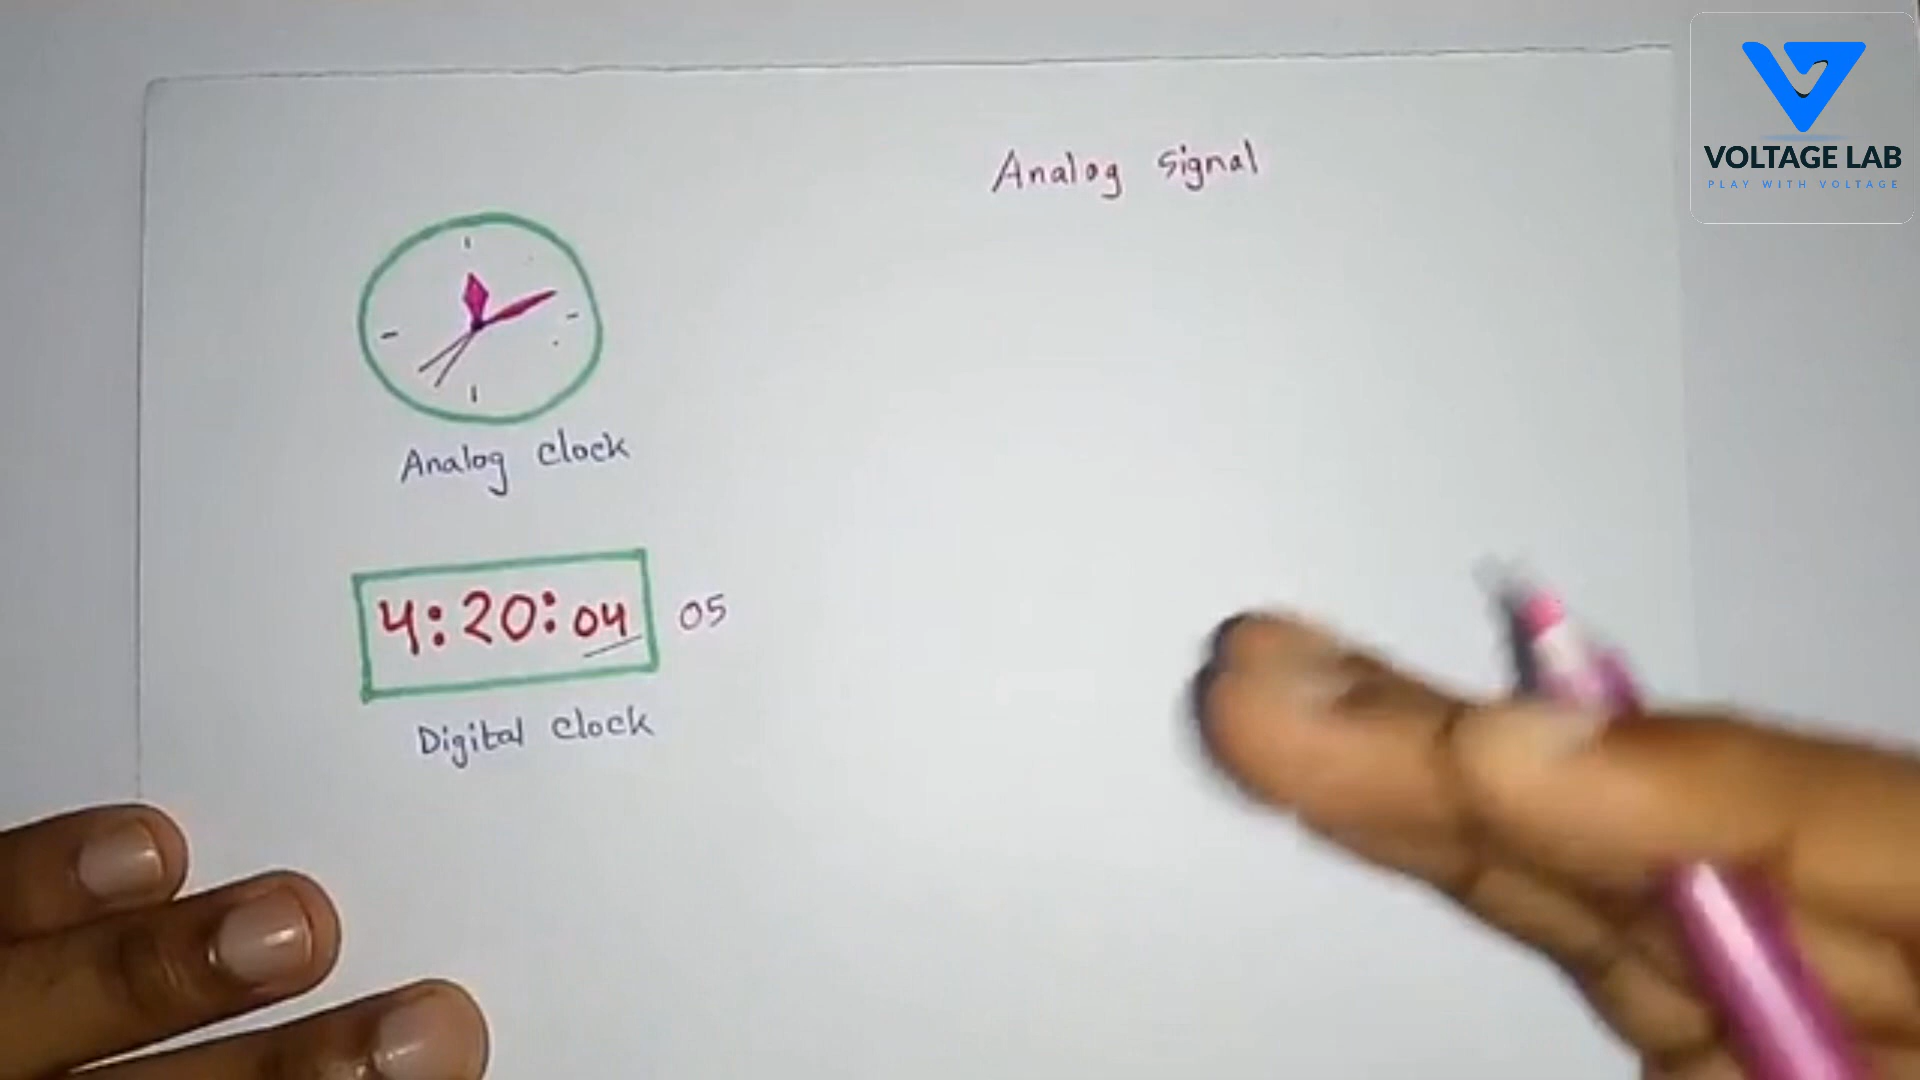 VOLTAGE LAB
PLAY WITH VOLTAGE
Analog Signal
Analog Clock
4:20:04 05
Digital Clock